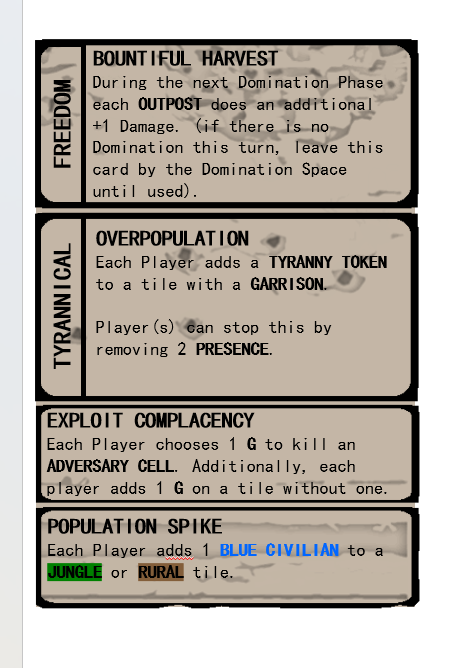 FREEDOM
BOUNTIFUL HARVEST
During the next Domination Phase
each OUTPOST does an additional
+1 Damage. (if there is no
Domination this turn, leave this
card by the Domination Space
until used).
TYRANNICAL
OVERPOPULATION
Each Player adds a TYRANNY TOKEN
to a tile with a GARRISON.
Player(s) can stop this by
removing 2 PRESENCE.
EXPLOIT COMPLACENCY
Each Player chooses 1 G to kill an
ADVERSARY CELL. Additionally, each
player adds 1 G on a tile without one.
POPULATION SPIKE
Each Player adds 1 BLUE CIVILIAN to a
JUNGLE or RURAL tile.